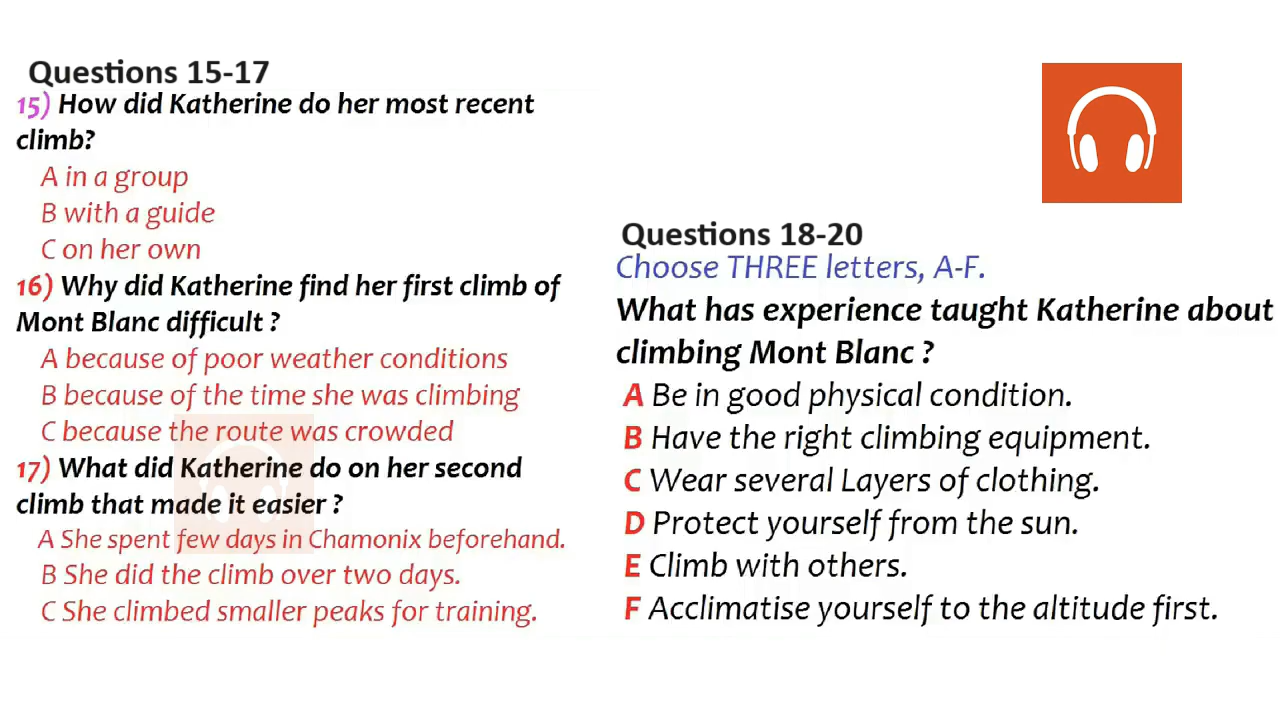 Questions 15-17
15) How did Katherine do her most recent
climb?
A in a group
B with a guide
C on her own
16) Why did Katherine find her first climb of
Mont Blanc difficult ?
A because of poor weather conditions
B because of the time she was climbing
C because the route was crowded
17) What did Katherine do on her second
climb that made it easier ?
A She spent few days in Chamonix beforehand.
B She did the climb over two days.
C She climbed smaller peaks for training.
Questions 18-20
Choose THREE letters, A-F.
What has experience taught Katherine about
climbing Mont Blanc ?
A Be in good physical condition.
B Have the right climbing equipment.
C Wear several Layers of clothing.
D Protect yourself from the sun.
E Climb with others.
F Acclimatise yourself to the altitude first.